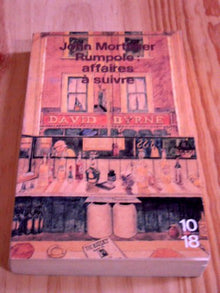 John Mortimer
Rumpole :
affaires
à suivre
DAVID BYRNE
10
18